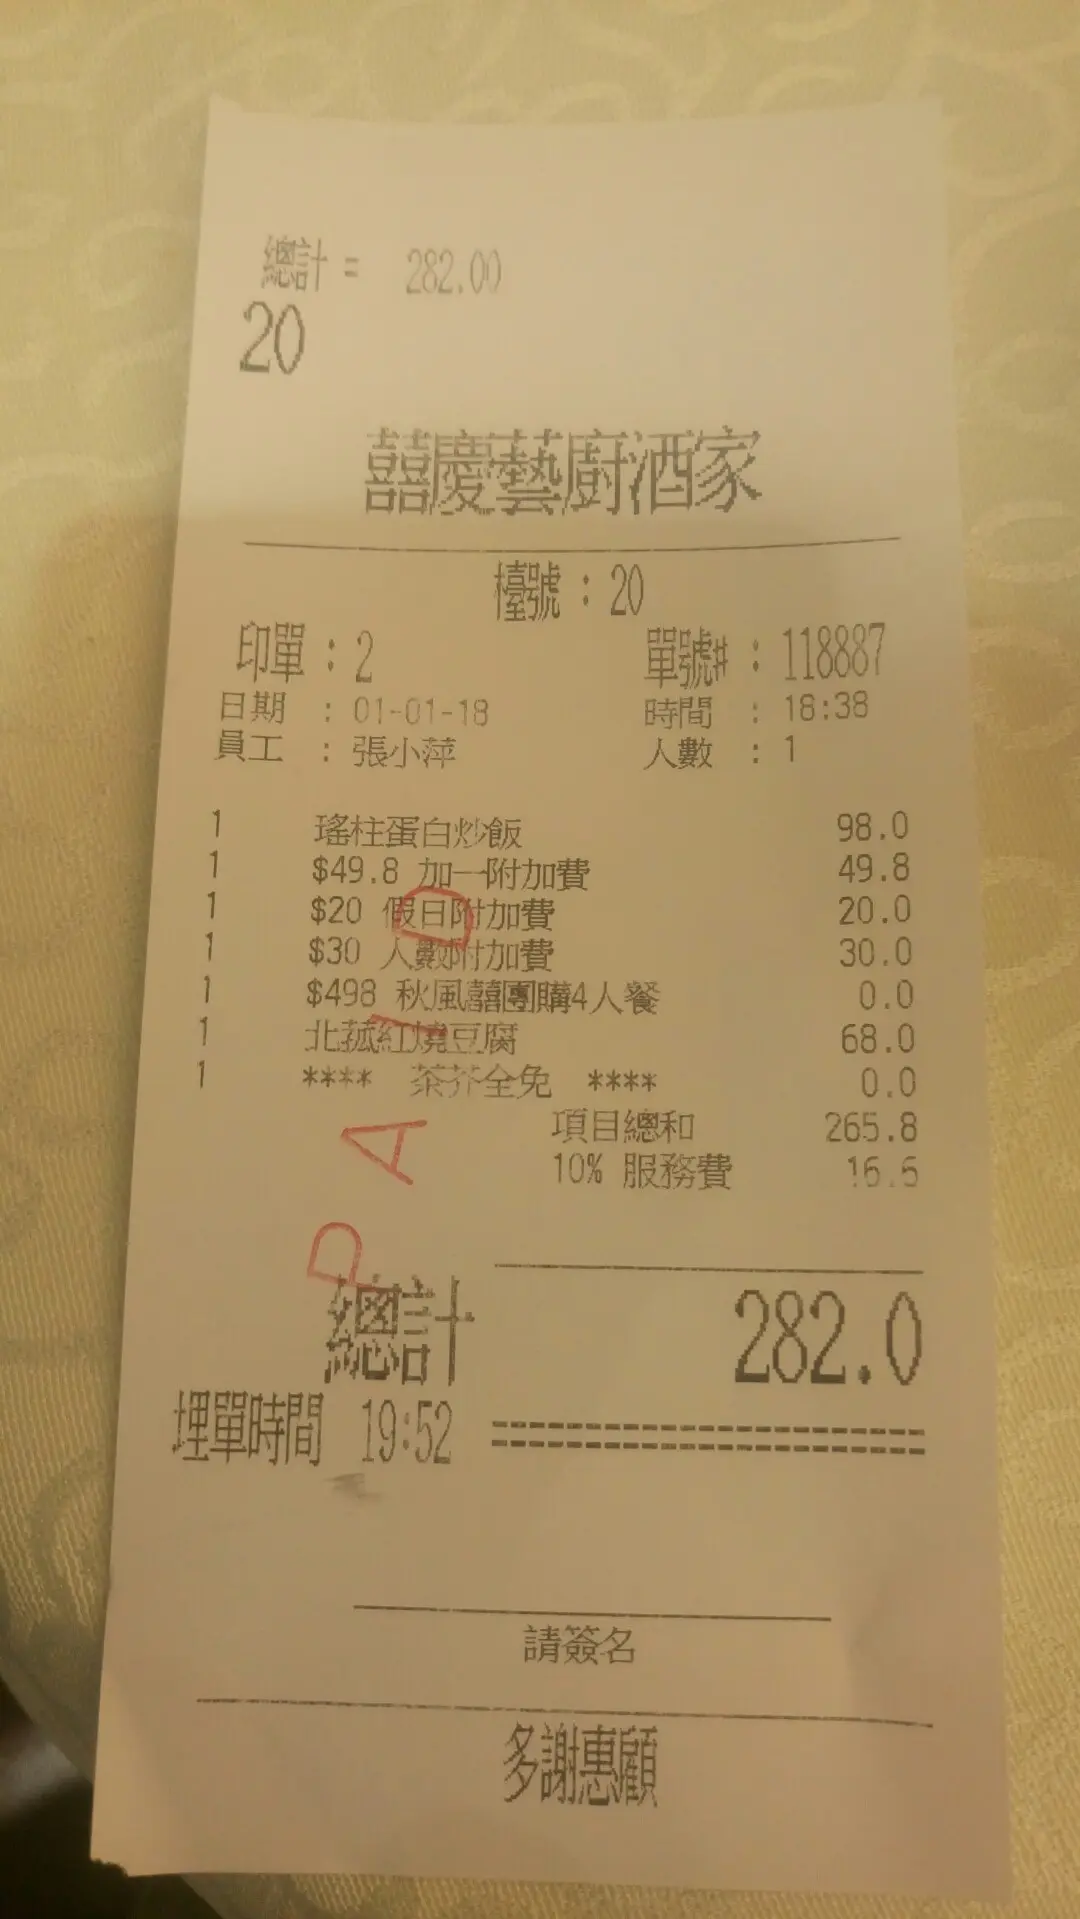 總計 = 282.00
20
囍慶藝廚酒家
檯號 : 20
印單 : 2 單號# : 118887
日期 : 01-01-18 時間 : 18:38
員工 : 張小萍 人數 : 1
1 瑤柱蛋白炒飯 98.0
1 $49.8 加一附加費 49.8
1 $20 假日附加費 20.0
1 $30 人數附加費 30.0
1 $498 秋風囍團購4人餐 0.0
1 北菰紅燒豆腐 68.0
1 **** 茶芥全免 **** 0.0
項目總和 265.8
10% 服務費 16.6
PAID
總計 282.0
埋單時間 19:52
請簽名
多謝惠顧